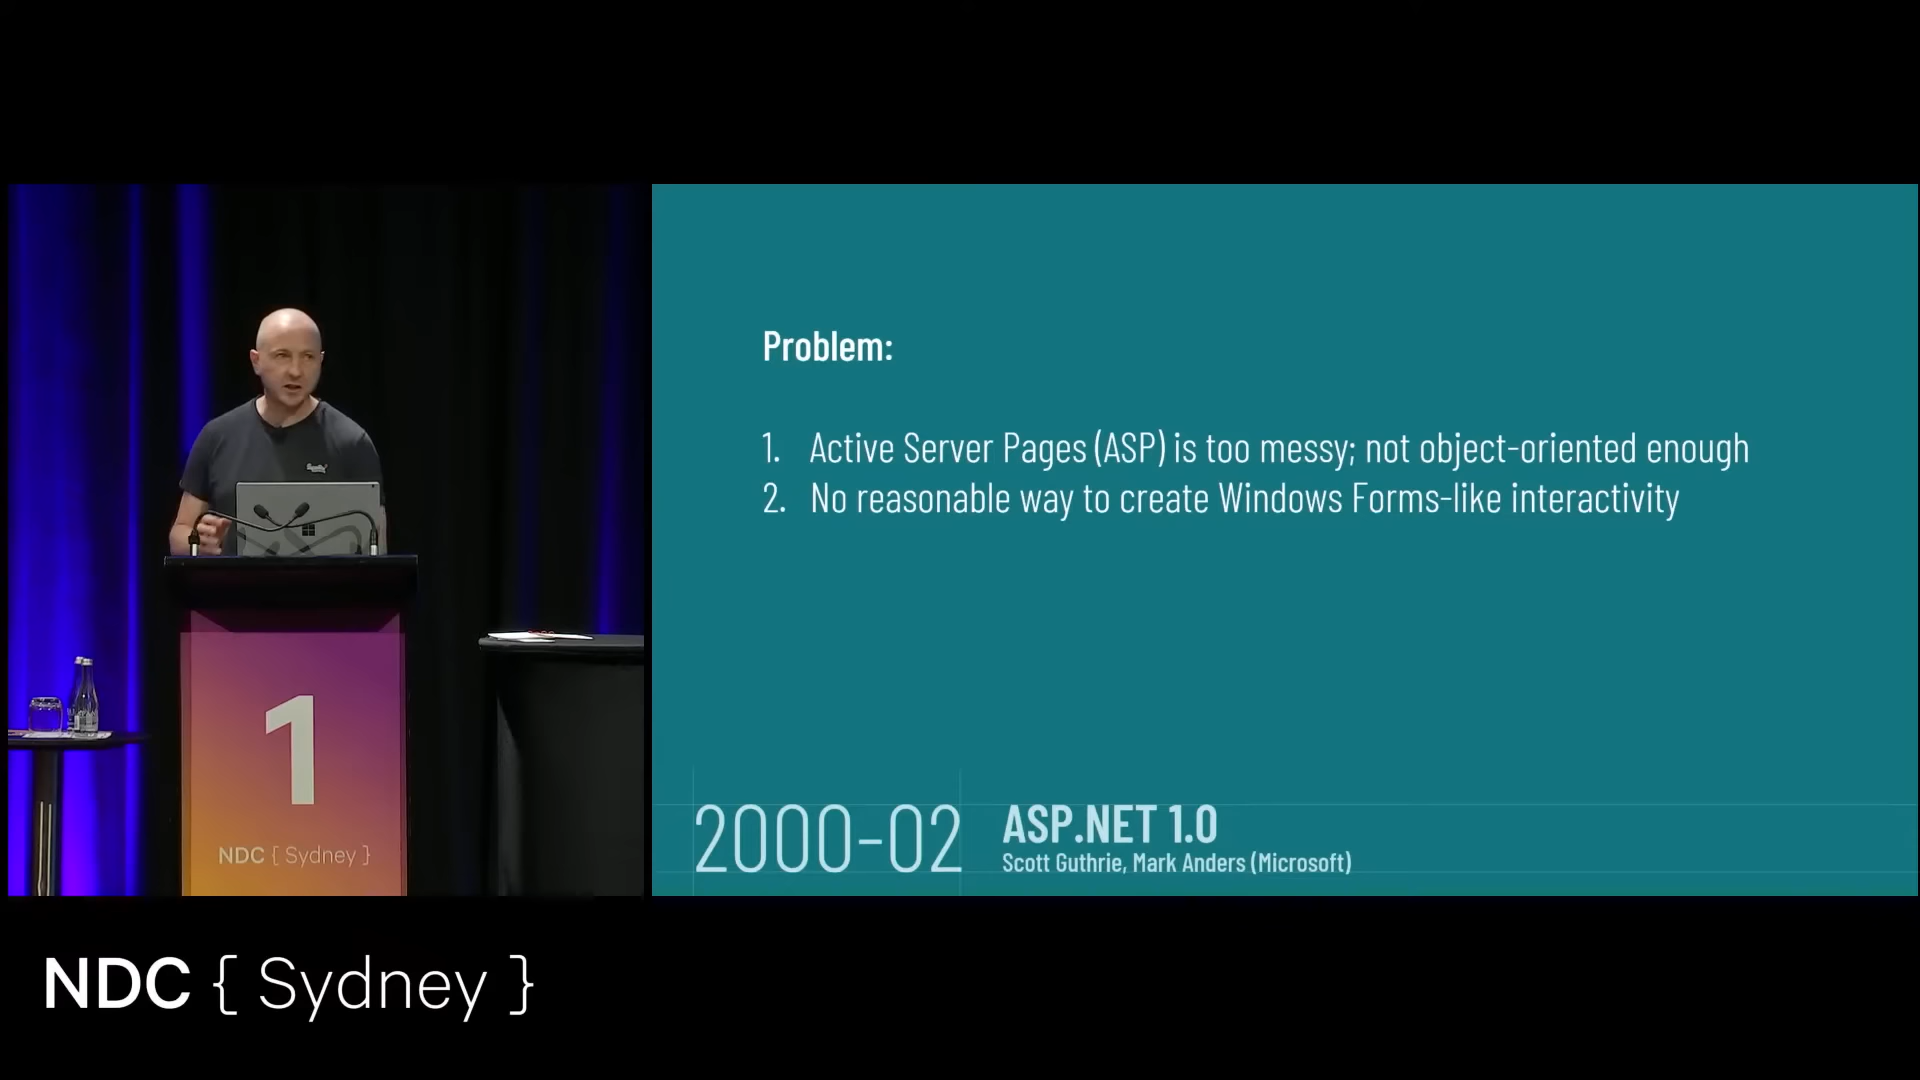 Problem:
1. Active Server Pages (ASP) is too messy; not object-oriented enough
2. No reasonable way to create Windows Forms-like interactivity
2000-02
ASP.NET 1.0
Scott Guthrie, Mark Anders (Microsoft)
1
NDC { Sydney }
NDC { Sydney }